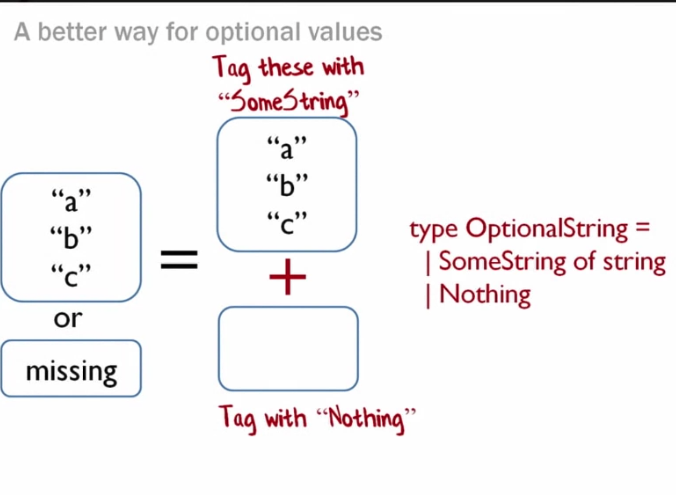 A better way for optional values
Tag these with
“SomeString”
“a”
“b”
“c”
or
missing
=
“a”
“b”
“c”
+
Tag with “Nothing”
type OptionalString =
| SomeString of string
| Nothing